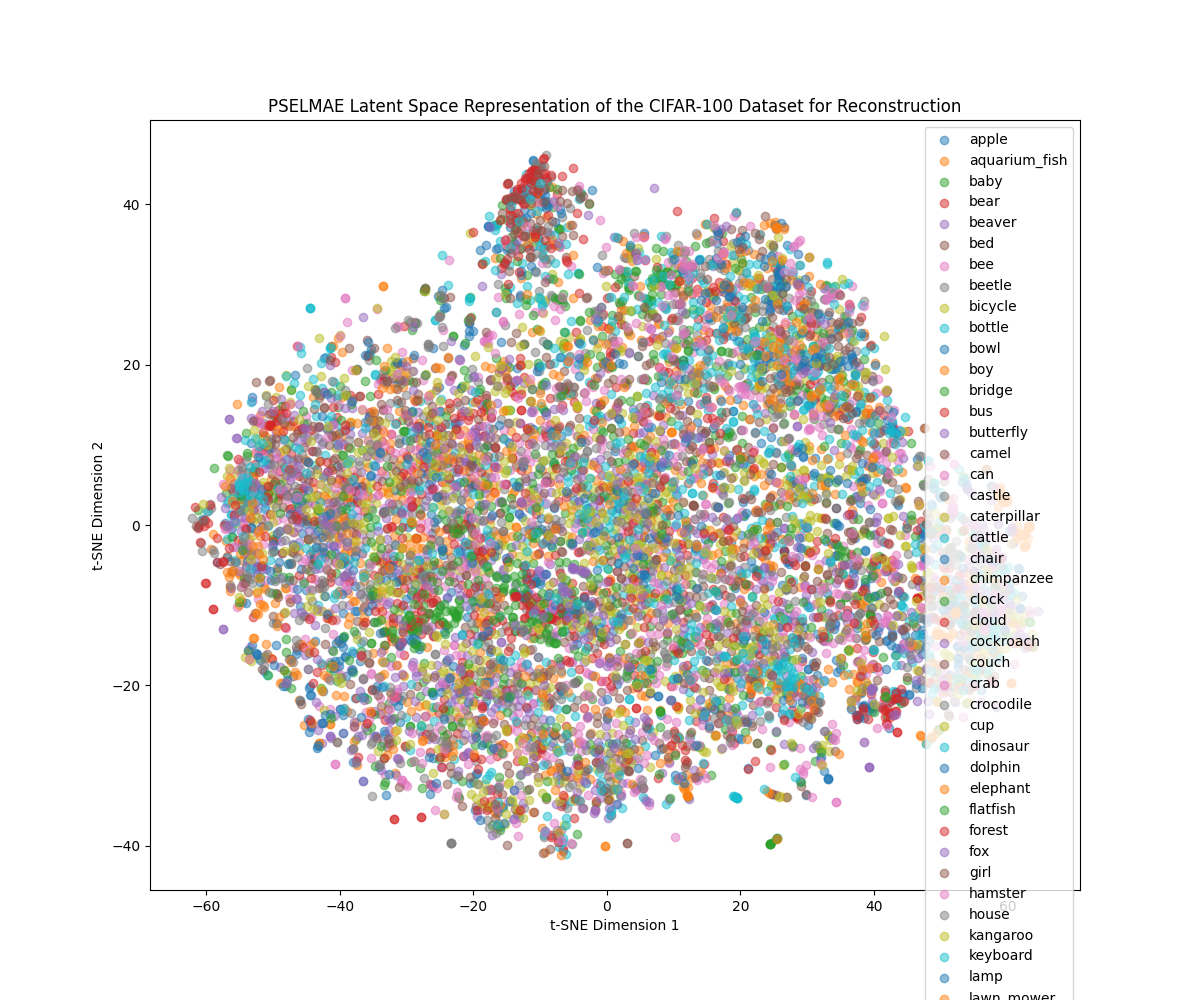 PSELMAE Latent Space Representation of the CIFAR-100 Dataset for Reconstruction
t-SNE Dimension 2
40
20
0
−20
−40
−60
−40
−20
0
20
40
60
t-SNE Dimension 1
apple
aquarium_fish
baby
bear
beaver
bed
bee
beetle
bicycle
bottle
bowl
boy
bridge
bus
butterfly
camel
can
castle
caterpillar
cattle
chair
chimpanzee
clock
cloud
cockroach
couch
crab
crocodile
cup
dinosaur
dolphin
elephant
flatfish
forest
fox
girl
hamster
house
kangaroo
keyboard
lamp
lawn_mower